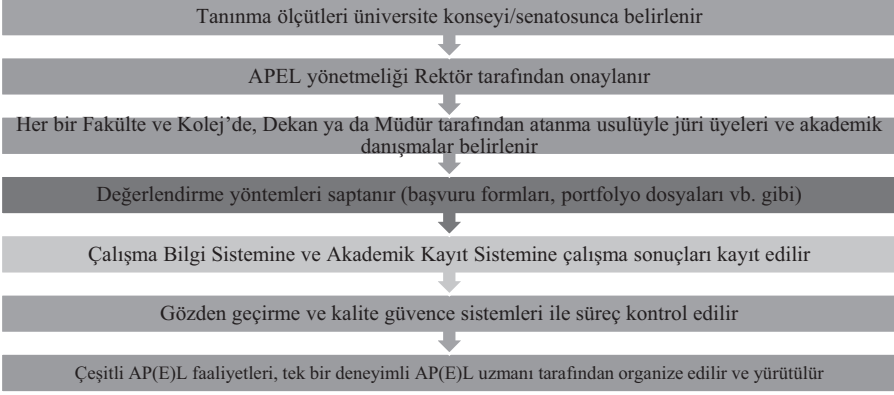 Tanınma ölçütleri üniversite konseyi/senatosunca belirlenir
APEL yönetmeliği Rektör tarafından onaylanır
Her bir Fakülte ve Kolej’de, Dekan ya da Müdür tarafından atanma usulüyle jüri üyeleri ve akademik
danışmalar belirlenir
Değerlendirme yöntemleri saptanır (başvuru formları, portfolyo dosyaları vb. gibi)
Çalışma Bilgi Sistemine ve Akademik Kayıt Sistemine çalışma sonuçları kayıt edilir
Gözden geçirme ve kalite güvence sistemleri ile süreç kontrol edilir
Çeşitli AP(E)L faaliyetleri, tek bir deneyimli AP(E)L uzmanı tarafından organize edilir ve yürütülür